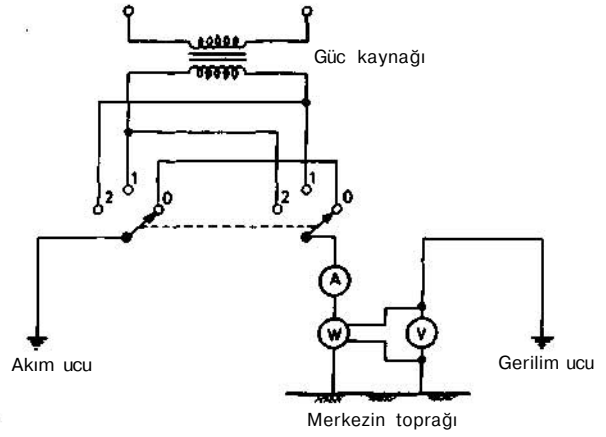 Güc kaynağı
2 1 0 2 1 0
A
W V
Akım ucu
Gerilim ucu
Merkezin toprağı